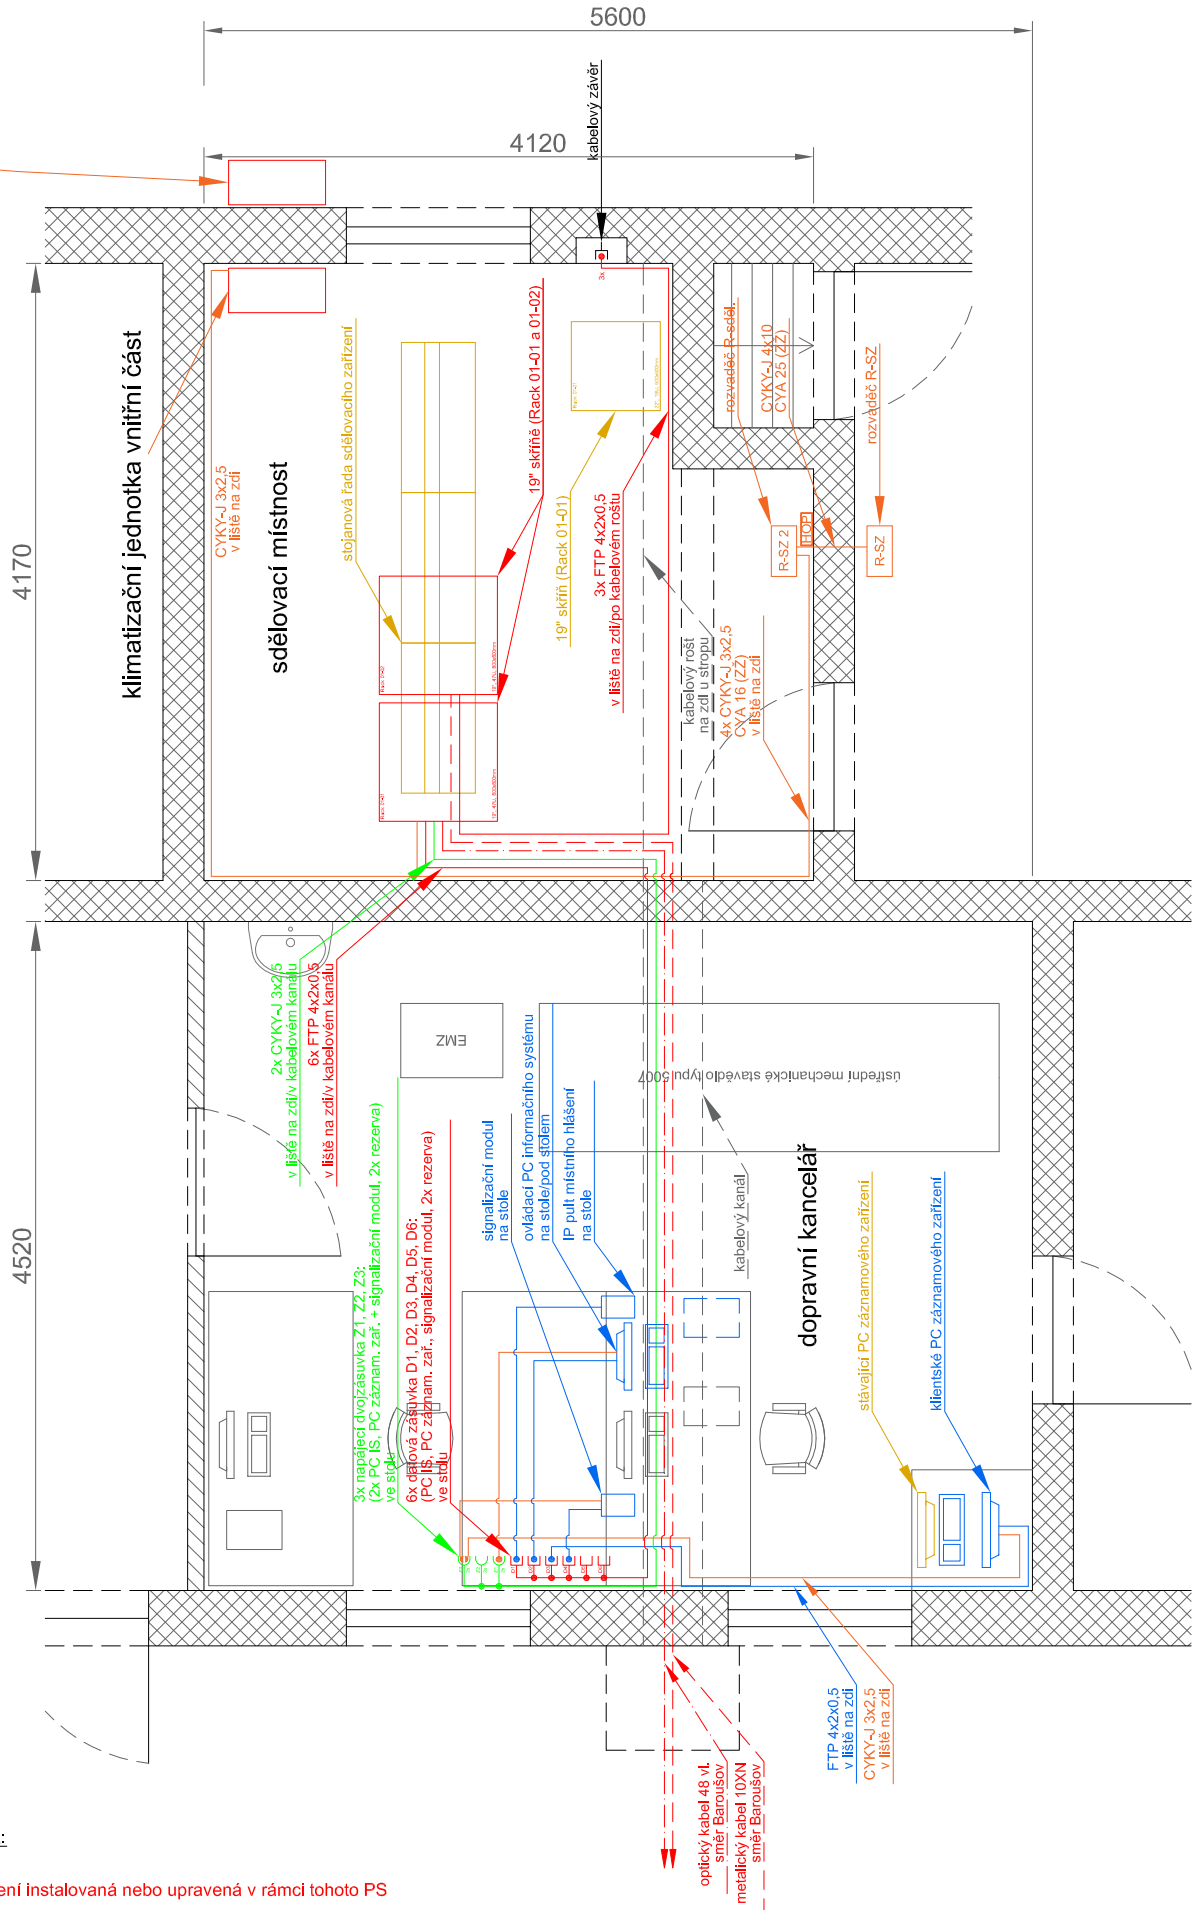 5600
4120
kabelový závěr
4170
4520
klimatizační jednotka vnitřní část
CYKY-J 3x2,5
v liště na zdi
sdělovací místnost
stojanová řada sdělovacího zařízení
19" skříně (Rack 01-01 a 01-02)
19" skříň (Rack 01-01)
3x
3x FTP 4x2x0,5
v liště na zdi/po kabelovém roštu
kabelový rošt
na zdi u stropu
4x CYKY-J 3x2,5
CYA 16 (ZŽ)
v liště na zdi
rozvaděč R-sděl.
CYKY-J 4x10
CYA 25 (ZŽ)
rozvaděč R-SZ
R-SZ 2
HOP
R-SZ
2x CYKY-J 3x2,5
v liště na zdi/v kabelovém kanálu
6x FTP 4x2x0,5
v liště na zdi/v kabelovém kanálu
EMZ
ústřední mechanické stavědlo typu 5007
3x napájecí dvojzásuvka Z1, Z2, Z3:
(2x PC IS, PC záznam. zař. + signalizační modul, 2x rezerva)
ve stolu
6x datová zásuvka D1, D2, D3, D4, D5, D6:
(PC IS, PC záznam. zař., signalizační modul, 2x rezerva)
ve stolu
signalizační modul
na stole
ovládací PC informačního systému
na stole/pod stolem
IP pult místního hlášení
na stole
kabelový kanál
dopravní kancelář
stávající PC záznamového zařízení
klientské PC záznamového zařízení
FTP 4x2x0,5
v liště na zdi
CYKY-J 3x2,5
v liště na zdi
optický kabel 48 vl.
směr Baroušov
metalický kabel 10XN
směr Baroušov
:
ení instalovaná nebo upravená v rámci tohoto PS